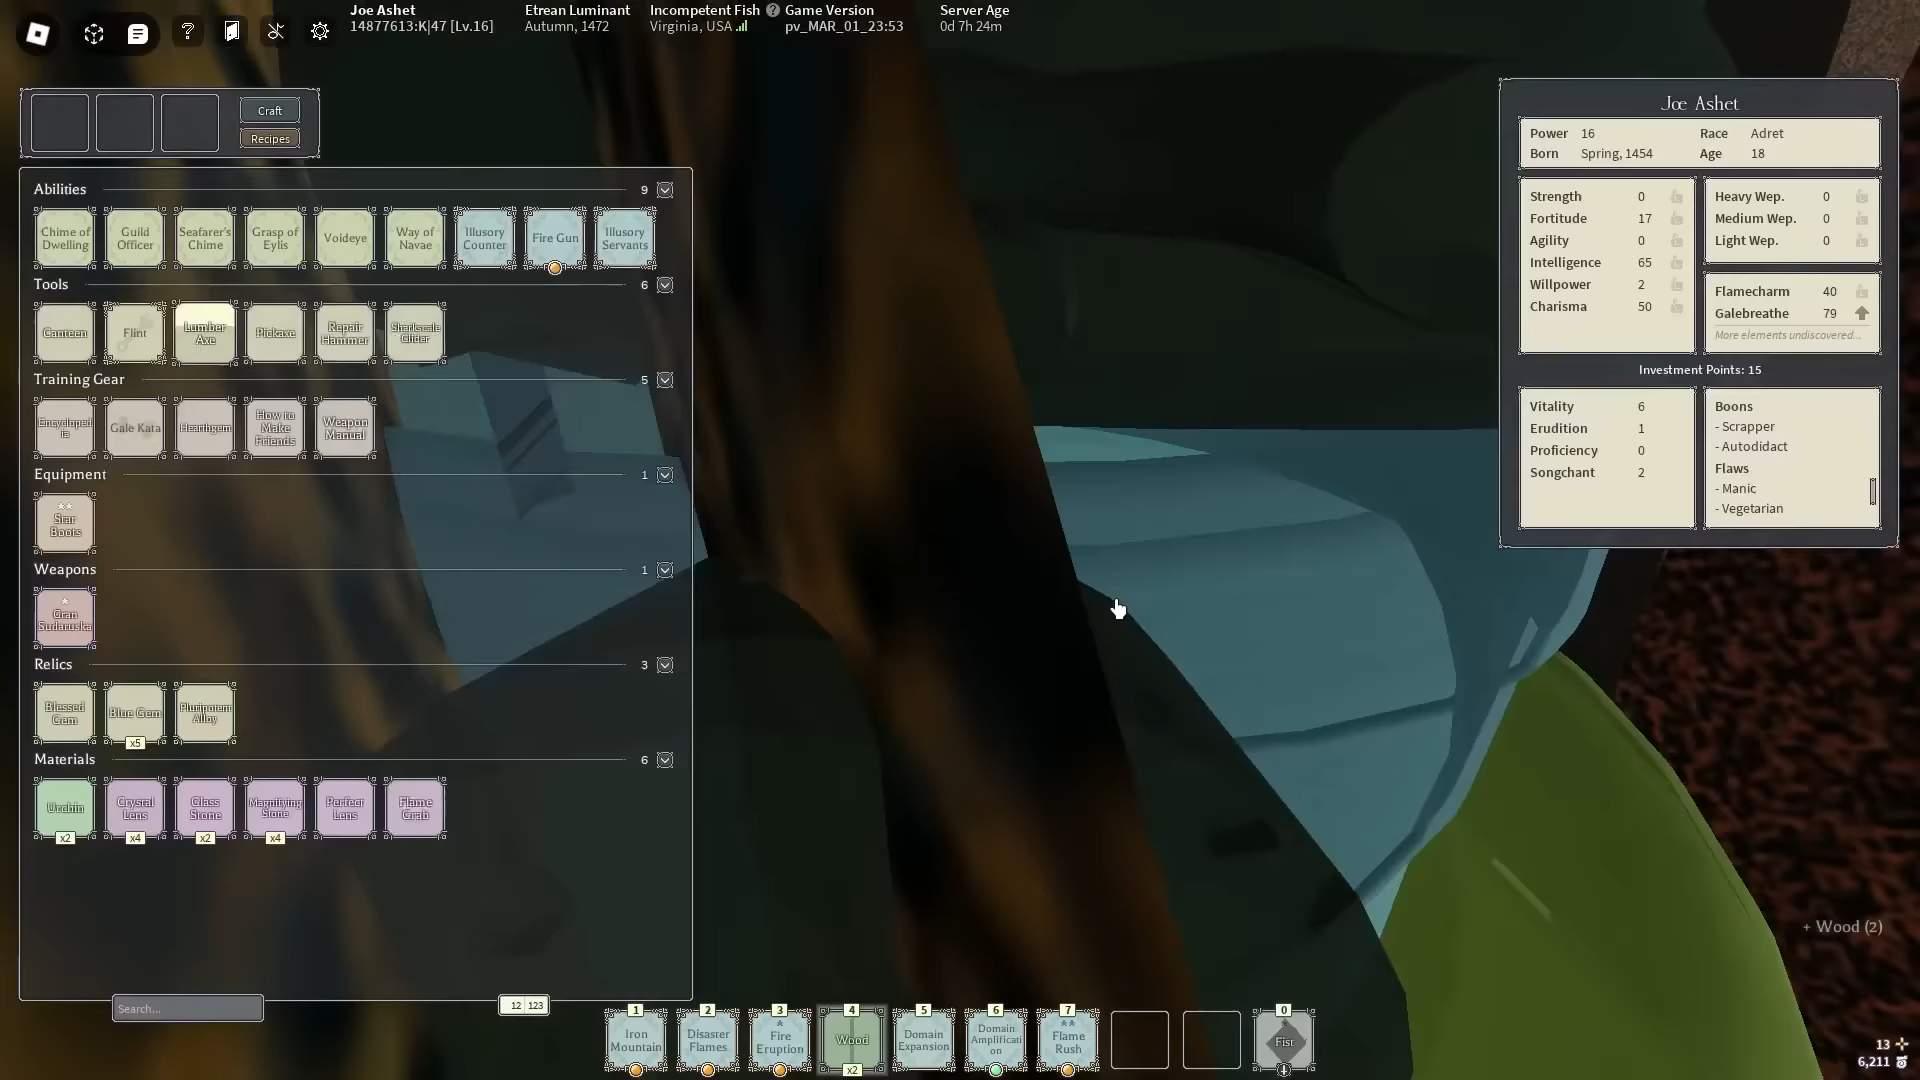 Joe Ashet
14877613:K|47 [Lv.16]
Etrean Luminant
Autumn, 1472
Incompetent Fish
Virginia, USA
Game Version
pv_MAR_01_23:53
Server Age
0d 7h 24m
Craft
Recipes
Abilities 9
Chime of Dwelling
Guild Officer
Seafarer's Chime
Grasp of Eylis
Voideye
Way of Navae
Illusory Counter
Fire Gun
Illusory Servants
Tools 6
Canteen
Flint
Lumber Axe
Pickaxe
Repair Hammer
Sharkscale Glider
Training Gear 5
Encyclopedia
Gale Kata
Hearthgem
How to Make Friends
Weapon Manual
Equipment 1
Star Boots
Weapons 1
Gran Sudaruska
Relics 3
Blessed Gem
Blue Gem
x5
Pluripotent Alloy
Materials 6
Urchin
x2
Crystal Lens
x4
Glass Stone
x2
Magnifying Stone
x4
Perfect Lens
Flame Grab
Search...
12 123
Joe Ashet
Power 16 Race Adret
Born Spring, 1454 Age 18
Strength 0
Fortitude 17
Agility 0
Intelligence 65
Willpower 2
Charisma 50
Heavy Wep. 0
Medium Wep. 0
Light Wep. 0
Flamecharm 40
Galebreathe 79
More elements undiscovered...
Investment Points: 15
Vitality 6
Erudition 1
Proficiency 0
Songchant 2
Boons
- Scrapper
- Autodidact
Flaws
- Manic
- Vegetarian
+ Wood (2)
1
Iron Mountain
2
Disaster Flames
3
Fire Eruption
4
Wood
x2
5
Domain Expansion
6
Domain Amplification
7
Flame Rush
0
Fist
13
6,211